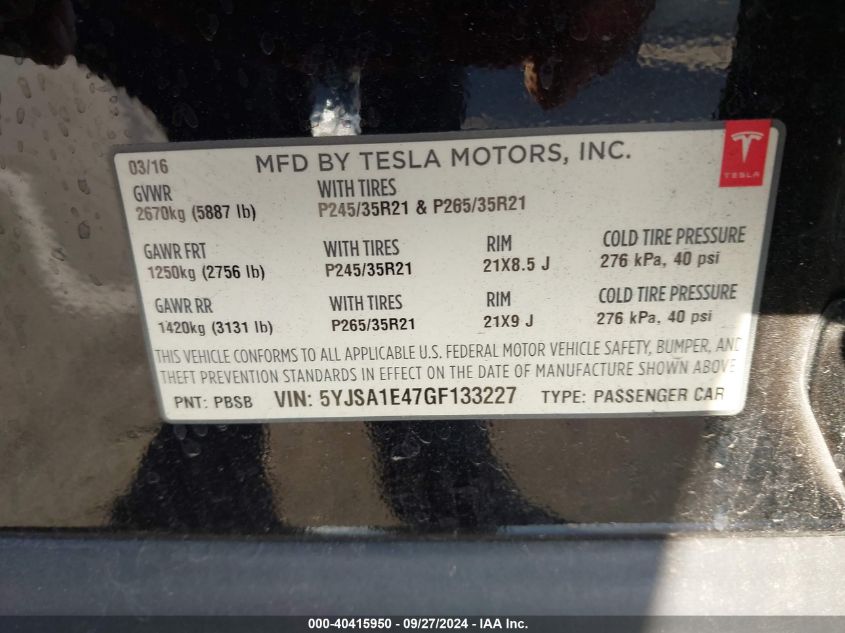 03/16 MFD BY TESLA MOTORS, INC.
TESLA
GVWR WITH TIRES
2670kg (5887 lb) P245/35R21 & P265/35R21
GAWR FRT WITH TIRES RIM COLD TIRE PRESSURE
1250kg (2756 lb) P245/35R21 21X8.5 J 276 kPa, 40 psi
GAWR RR WITH TIRES RIM COLD TIRE PRESSURE
1420kg (3131 lb) P265/35R21 21X9 J 276 kPa, 40 psi
THIS VEHICLE CONFORMS TO ALL APPLICABLE U.S. FEDERAL MOTOR VEHICLE SAFETY, BUMPER, AND
THEFT PREVENTION STANDARDS IN EFFECT ON THE DATE OF MANUFACTURE SHOWN ABOVE
PNT: PBSB VIN: 5YJSA1E47GF133227 TYPE: PASSENGER CAR
000-40415950 - 09/27/2024 - IAA Inc.